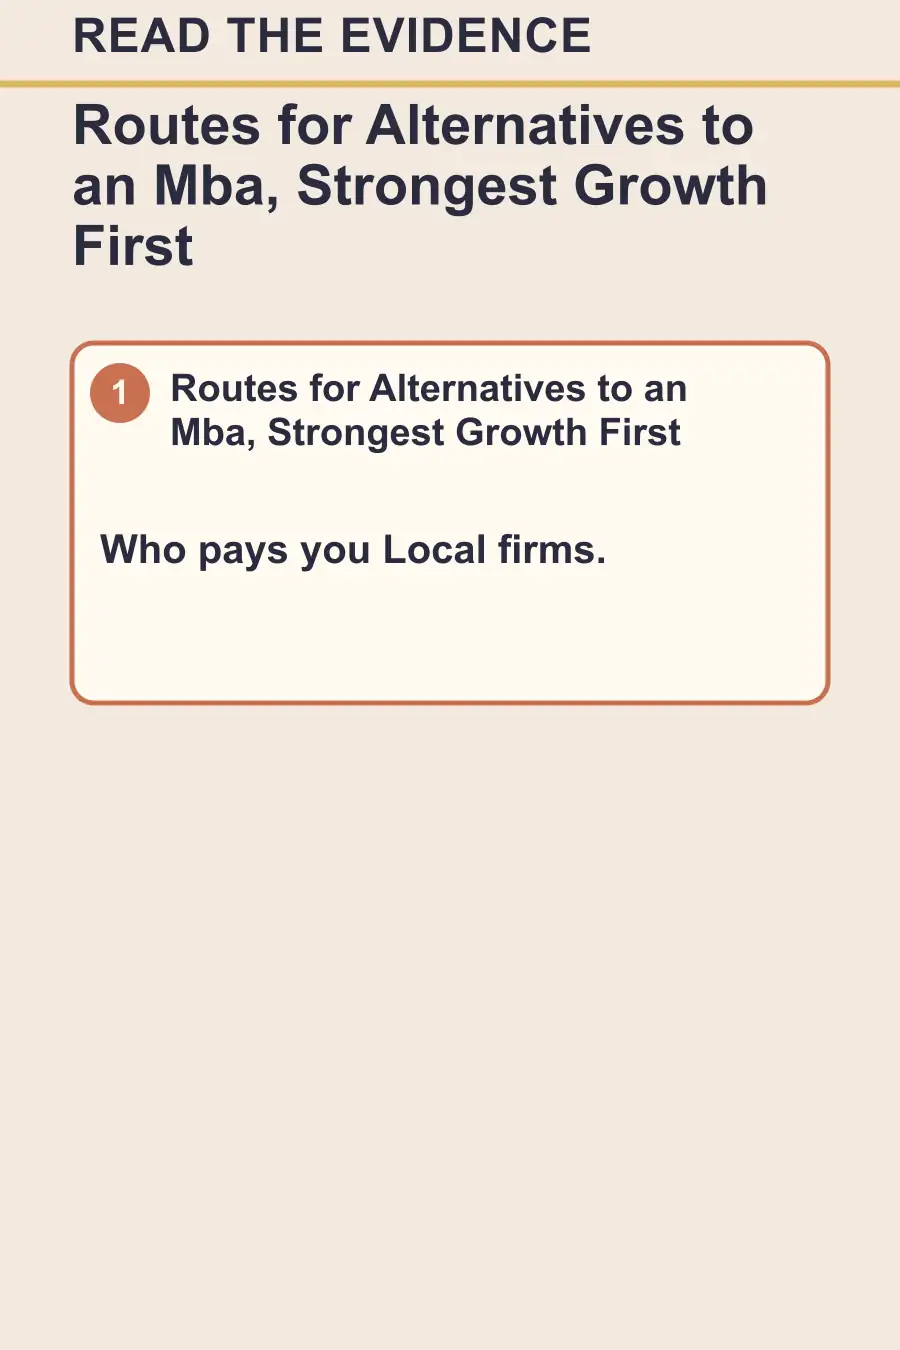 READ THE EVIDENCE
Routes for Alternatives to
an Mba, Strongest Growth
First
1
Routes for Alternatives to an
Mba, Strongest Growth First
Who pays you Local firms.